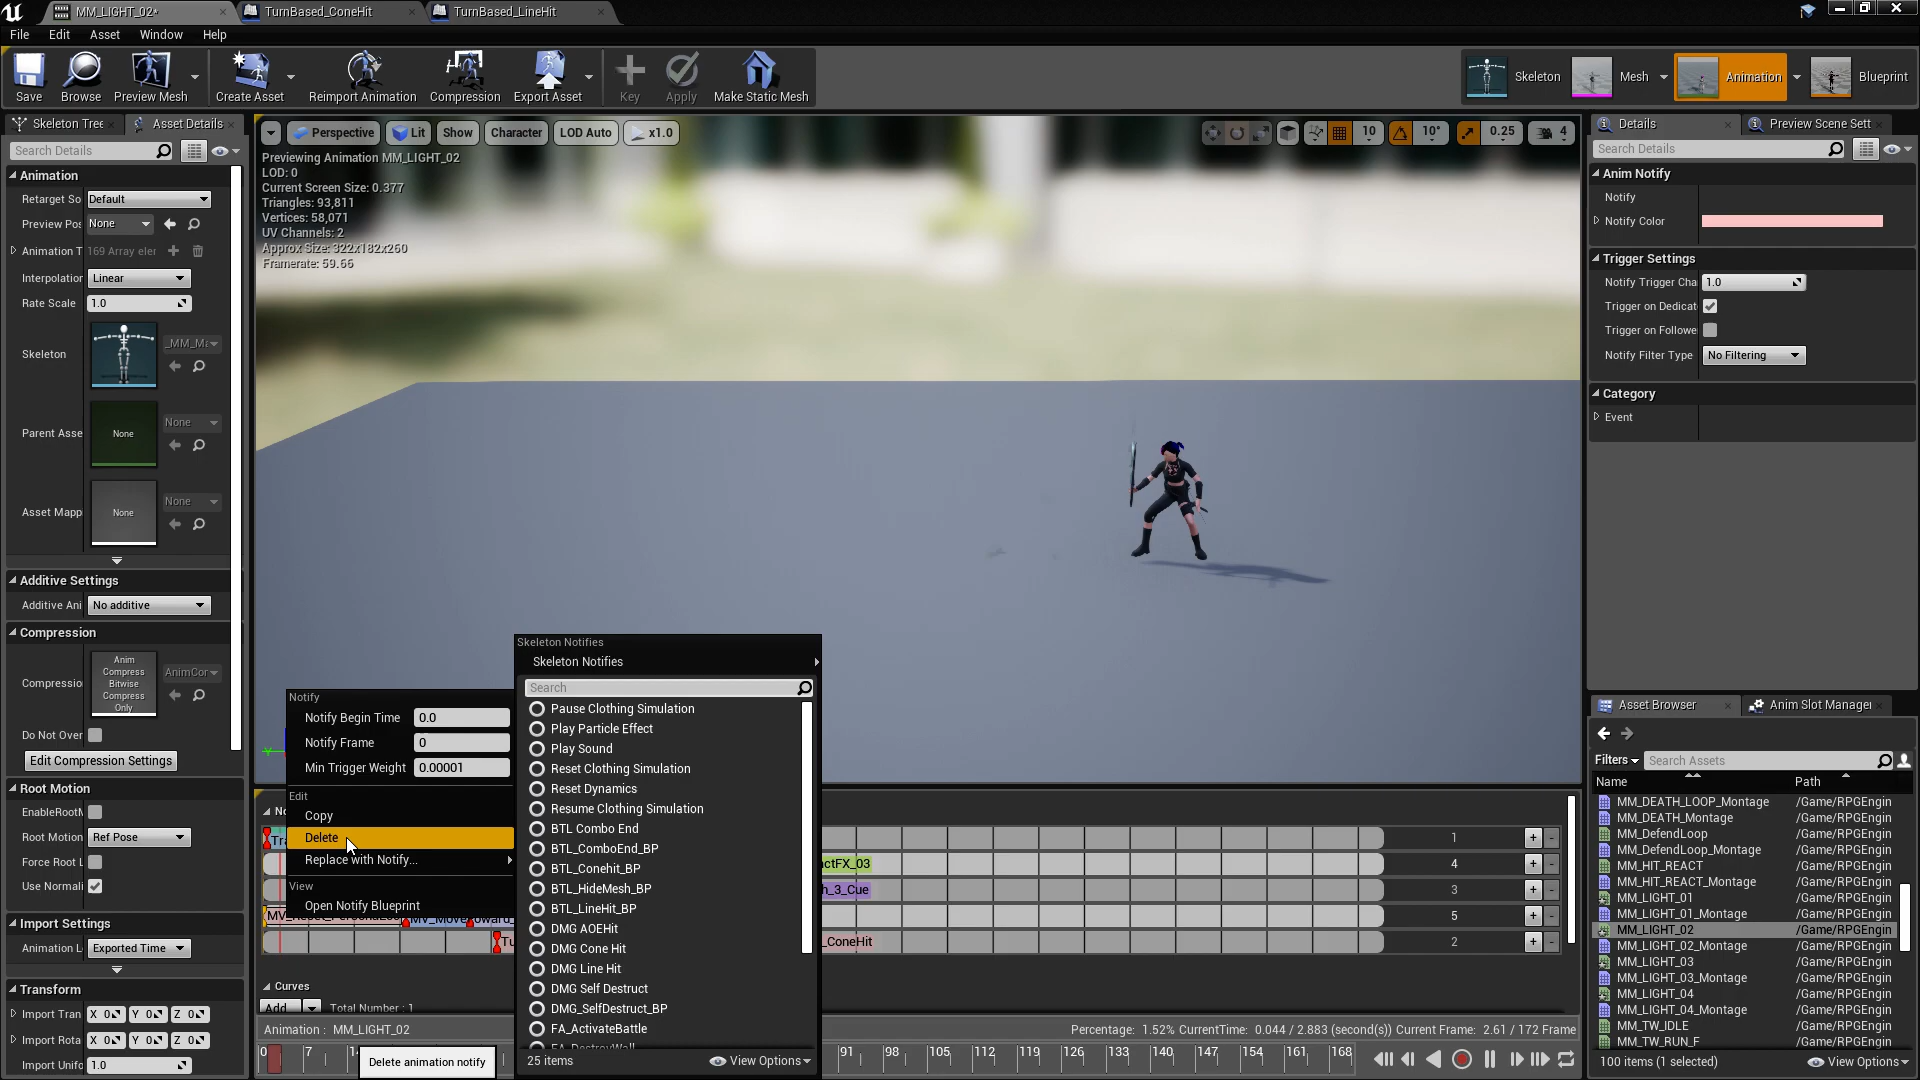 MM_LIGHT_02*
TurnBased_ConeHit
TurnBased_LineHit
File Edit Asset Window Help
Save
Browse
Preview Mesh
Create Asset
Reimport Animation
Compression
Export Asset
Key
Apply
Make Static Mesh
Skeleton
Mesh
Animation
Blueprint
Skeleton Tree
Asset Details
Search Details
Animation
Retarget So Default
Preview Pos None
Animation T 169 Array eler
Interpolation Linear
Rate Scale 1.0
Skeleton _MM_Ma
Parent Asse None None
Asset Mapp None None
Additive Settings
Additive Ani No additive
Compression
Compressio Anim Compress Bitwise Compress Only AnimCor
Do Not Over
Edit Compression Settings
Root Motion
EnableRootM
Root Motion Ref Pose
Force Root L
Use Normali
Import Settings
Animation L Exported Time
Transform
Import Tran X 0 Y 0 Z 0
Import Rota X 0 Y 0 Z 0
Import Unifo 1.0
Perspective Lit Show Character LOD Auto x1.0
10 10° 0.25 4
Previewing Animation MM_LIGHT_02
LOD: 0
Current Screen Size: 0.377
Triangles: 93,811
Vertices: 58,071
UV Channels: 2
Approx Size: 322x182x260
Framerate: 59.66
Notify
Notify Begin Time 0.0
Notify Frame 0
Min Trigger Weight 0.00001
Edit
Copy
Delete
Replace with Notify...
View
Open Notify Blueprint
Skeleton Notifies
Skeleton Notifies
Search
Pause Clothing Simulation
Play Particle Effect
Play Sound
Reset Clothing Simulation
Reset Dynamics
Resume Clothing Simulation
BTL Combo End
BTL_ComboEnd_BP
BTL_Conehit_BP
BTL_HideMesh_BP
BTL_LineHit_BP
DMG AOEHit
DMG Cone Hit
DMG Line Hit
DMG Self Destruct
DMG_SelfDestruct_BP
FA_ActivateBattle
FA_DestroyWall
25 items
View Options
No
Tra
1
ctFX_03
4
h_3_Cue
3
5
_ConeHit
2
Curves
Add Total Number : 1
Animation : MM_LIGHT_02
Percentage: 1.52% CurrentTime: 0.044 / 2.883 (second(s)) Current Frame: 2.61 / 172 Frame
0 7 91 98 105 112 119 126 133 140 147 154 161 168
Delete animation notify
Details
Preview Scene Sett
Search Details
Anim Notify
Notify
Notify Color
Trigger Settings
Notify Trigger Cha 1.0
Trigger on Dedicat
Trigger on Followe
Notify Filter Type No Filtering
Category
Event
Asset Browser
Anim Slot Manager
Filters Search Assets
Name Path
MM_DEATH_LOOP_Montage /Game/RPGEngin
MM_DEATH_Montage /Game/RPGEngin
MM_DefendLoop /Game/RPGEngin
MM_DefendLoop_Montage /Game/RPGEngin
MM_HIT_REACT /Game/RPGEngin
MM_HIT_REACT_Montage /Game/RPGEngin
MM_LIGHT_01 /Game/RPGEngin
MM_LIGHT_01_Montage /Game/RPGEngin
MM_LIGHT_02 /Game/RPGEngin
MM_LIGHT_02_Montage /Game/RPGEngin
MM_LIGHT_03 /Game/RPGEngin
MM_LIGHT_03_Montage /Game/RPGEngin
MM_LIGHT_04 /Game/RPGEngin
MM_LIGHT_04_Montage /Game/RPGEngin
MM_TW_IDLE /Game/RPGEngin
MM_TW_RUN_F /Game/RPGEngin
100 items (1 selected)
View Options